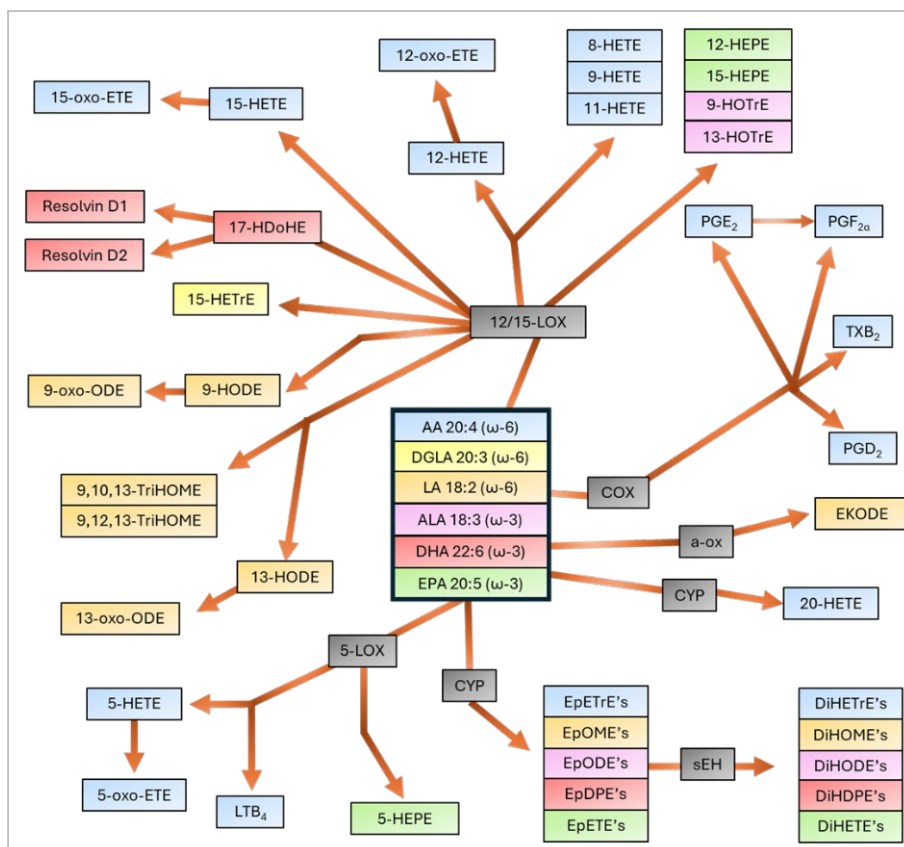 12-oxo-ETE
8-HETE
9-HETE
11-HETE
12-HEPE
15-HEPE
9-HOTrE
13-HOTrE
15-oxo-ETE
15-HETE
12-HETE
Resolvin D1
Resolvin D2
17-HDoHE
PGE₂
PGF₂α
15-HETrE
12/15-LOX
TXB₂
9-oxo-ODE
9-HODE
PGD₂
AA 20:4 (ω-6)
DGLA 20:3 (ω-6)
LA 18:2 (ω-6)
ALA 18:3 (ω-3)
DHA 22:6 (ω-3)
EPA 20:5 (ω-3)
9,10,13-TriHOME
9,12,13-TriHOME
COX
EKODE
a-ox
13-HODE
CYP
20-HETE
13-oxo-ODE
5-LOX
CYP
5-HETE
5-oxo-ETE
LTB₄
5-HEPE
EpETrE’s
EpOME’s
EpODE’s
EpDPE’s
EpETE’s
sEH
DiHETrE’s
DiHOME’s
DiHODE’s
DiHDPE’s
DiHETE’s